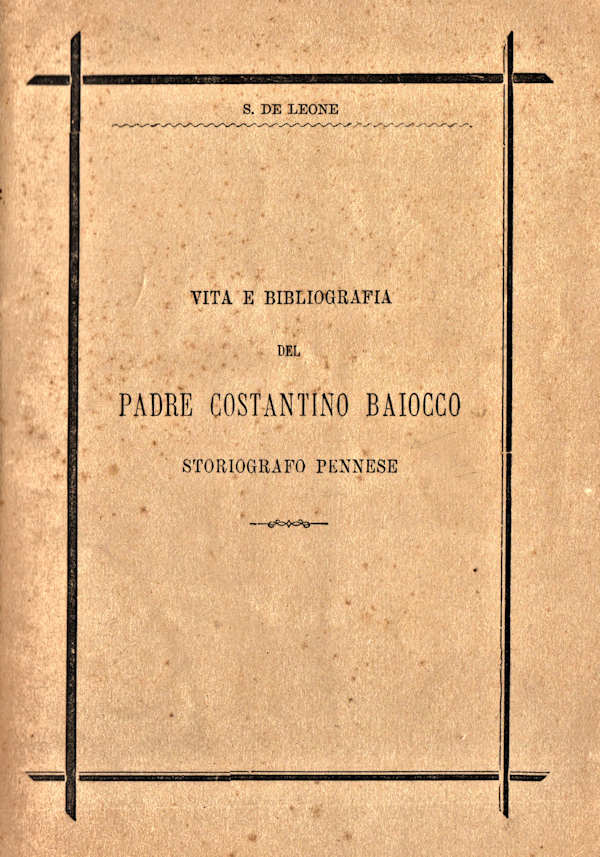 S. DE LEONE
VITA E BIBLIOGRAFIA
DEL
PADRE COSTANTINO BAIOCCO
STORIOGRAFO PENNESE